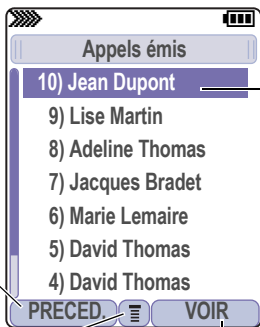 Appels émis
10) Jean Dupont
9) Lise Martin
8) Adeline Thomas
7) Jacques Bradet
6) Marie Lemaire
5) David Thomas
4) David Thomas
PRECED. VOIR